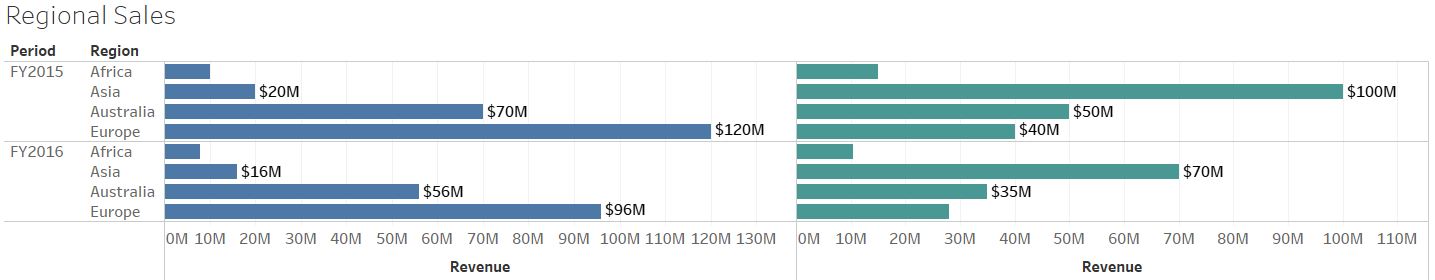 Regional Sales
Period Region
FY2015 Africa
Asia $20M $100M
Australia $70M $50M
Europe $120M $40M
FY2016 Africa
Asia $16M $70M
Australia $56M $35M
Europe $96M
0M 10M 20M 30M 40M 50M 60M 70M 80M 90M 100M 110M 120M 130M 0M 10M 20M 30M 40M 50M 60M 70M 80M 90M 100M 110M
Revenue Revenue